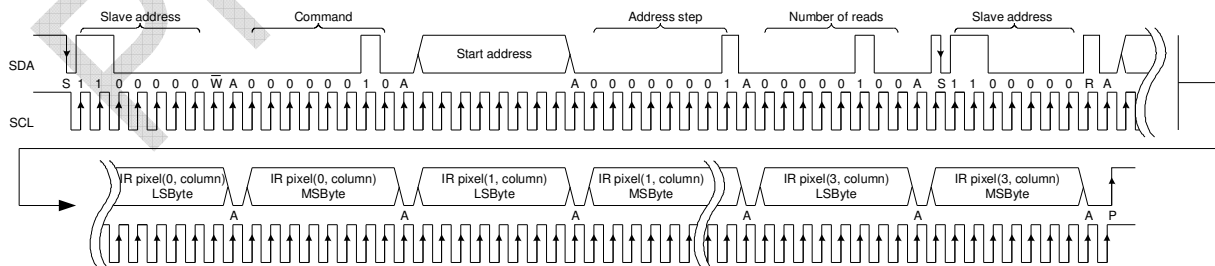 Slave address Command Address step Number of reads Slave address
SDA Start address
S 1 1 0 0 0 0 0 W̅ A 0 0 0 0 0 0 1 0 A A 0 0 0 0 0 0 0 1 A 0 0 0 0 0 1 0 0 A S 1 1 0 0 0 0 0 R A
SCL
IR pixel(0, column) IR pixel(0, column) IR pixel(1, column) IR pixel(1, column) IR pixel(3, column) IR pixel(3, column)
LSByte MSByte LSByte MSByte LSByte MSByte
A A A A A A P